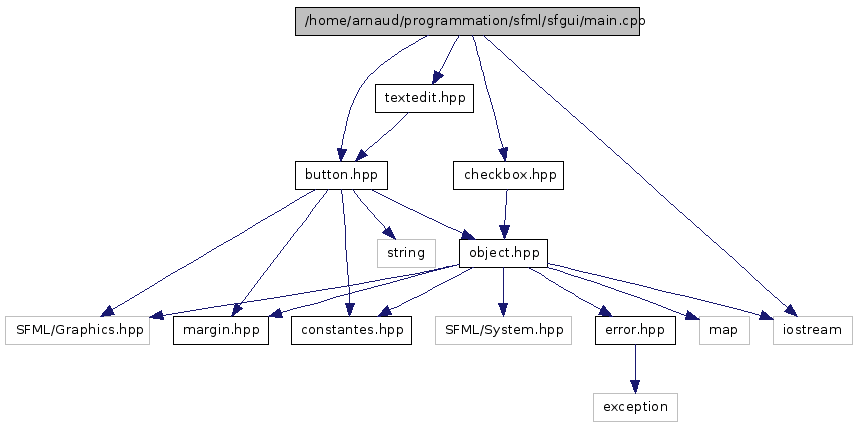 /home/arnaud/programmation/sfml/sfgui/main.cpp
textedit.hpp
button.hpp
checkbox.hpp
string
object.hpp
SFML/Graphics.hpp
margin.hpp
constantes.hpp
SFML/System.hpp
error.hpp
map
iostream
exception